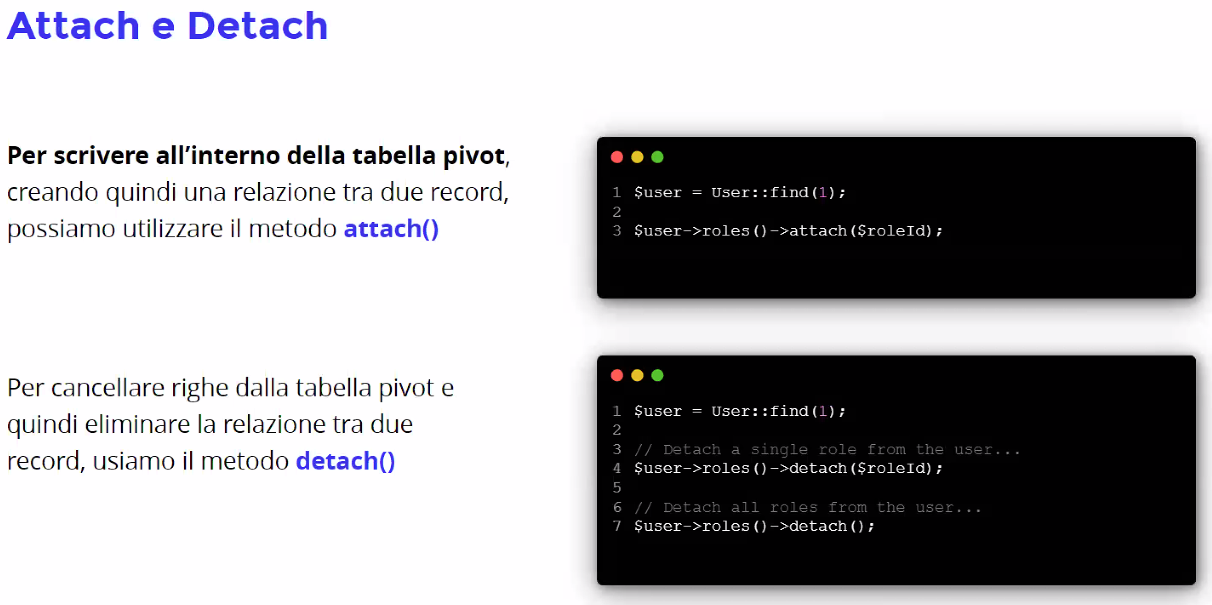 Attach e Detach
Per scrivere all’interno della tabella pivot,
creando quindi una relazione tra due record,
possiamo utilizzare il metodo attach()
1 $user = User::find(1);
2
3 $user->roles()->attach($roleId);
Per cancellare righe dalla tabella pivot e
quindi eliminare la relazione tra due
record, usiamo il metodo detach()
1 $user = User::find(1);
2
3 // Detach a single role from the user...
4 $user->roles()->detach($roleId);
5
6 // Detach all roles from the user...
7 $user->roles()->detach();